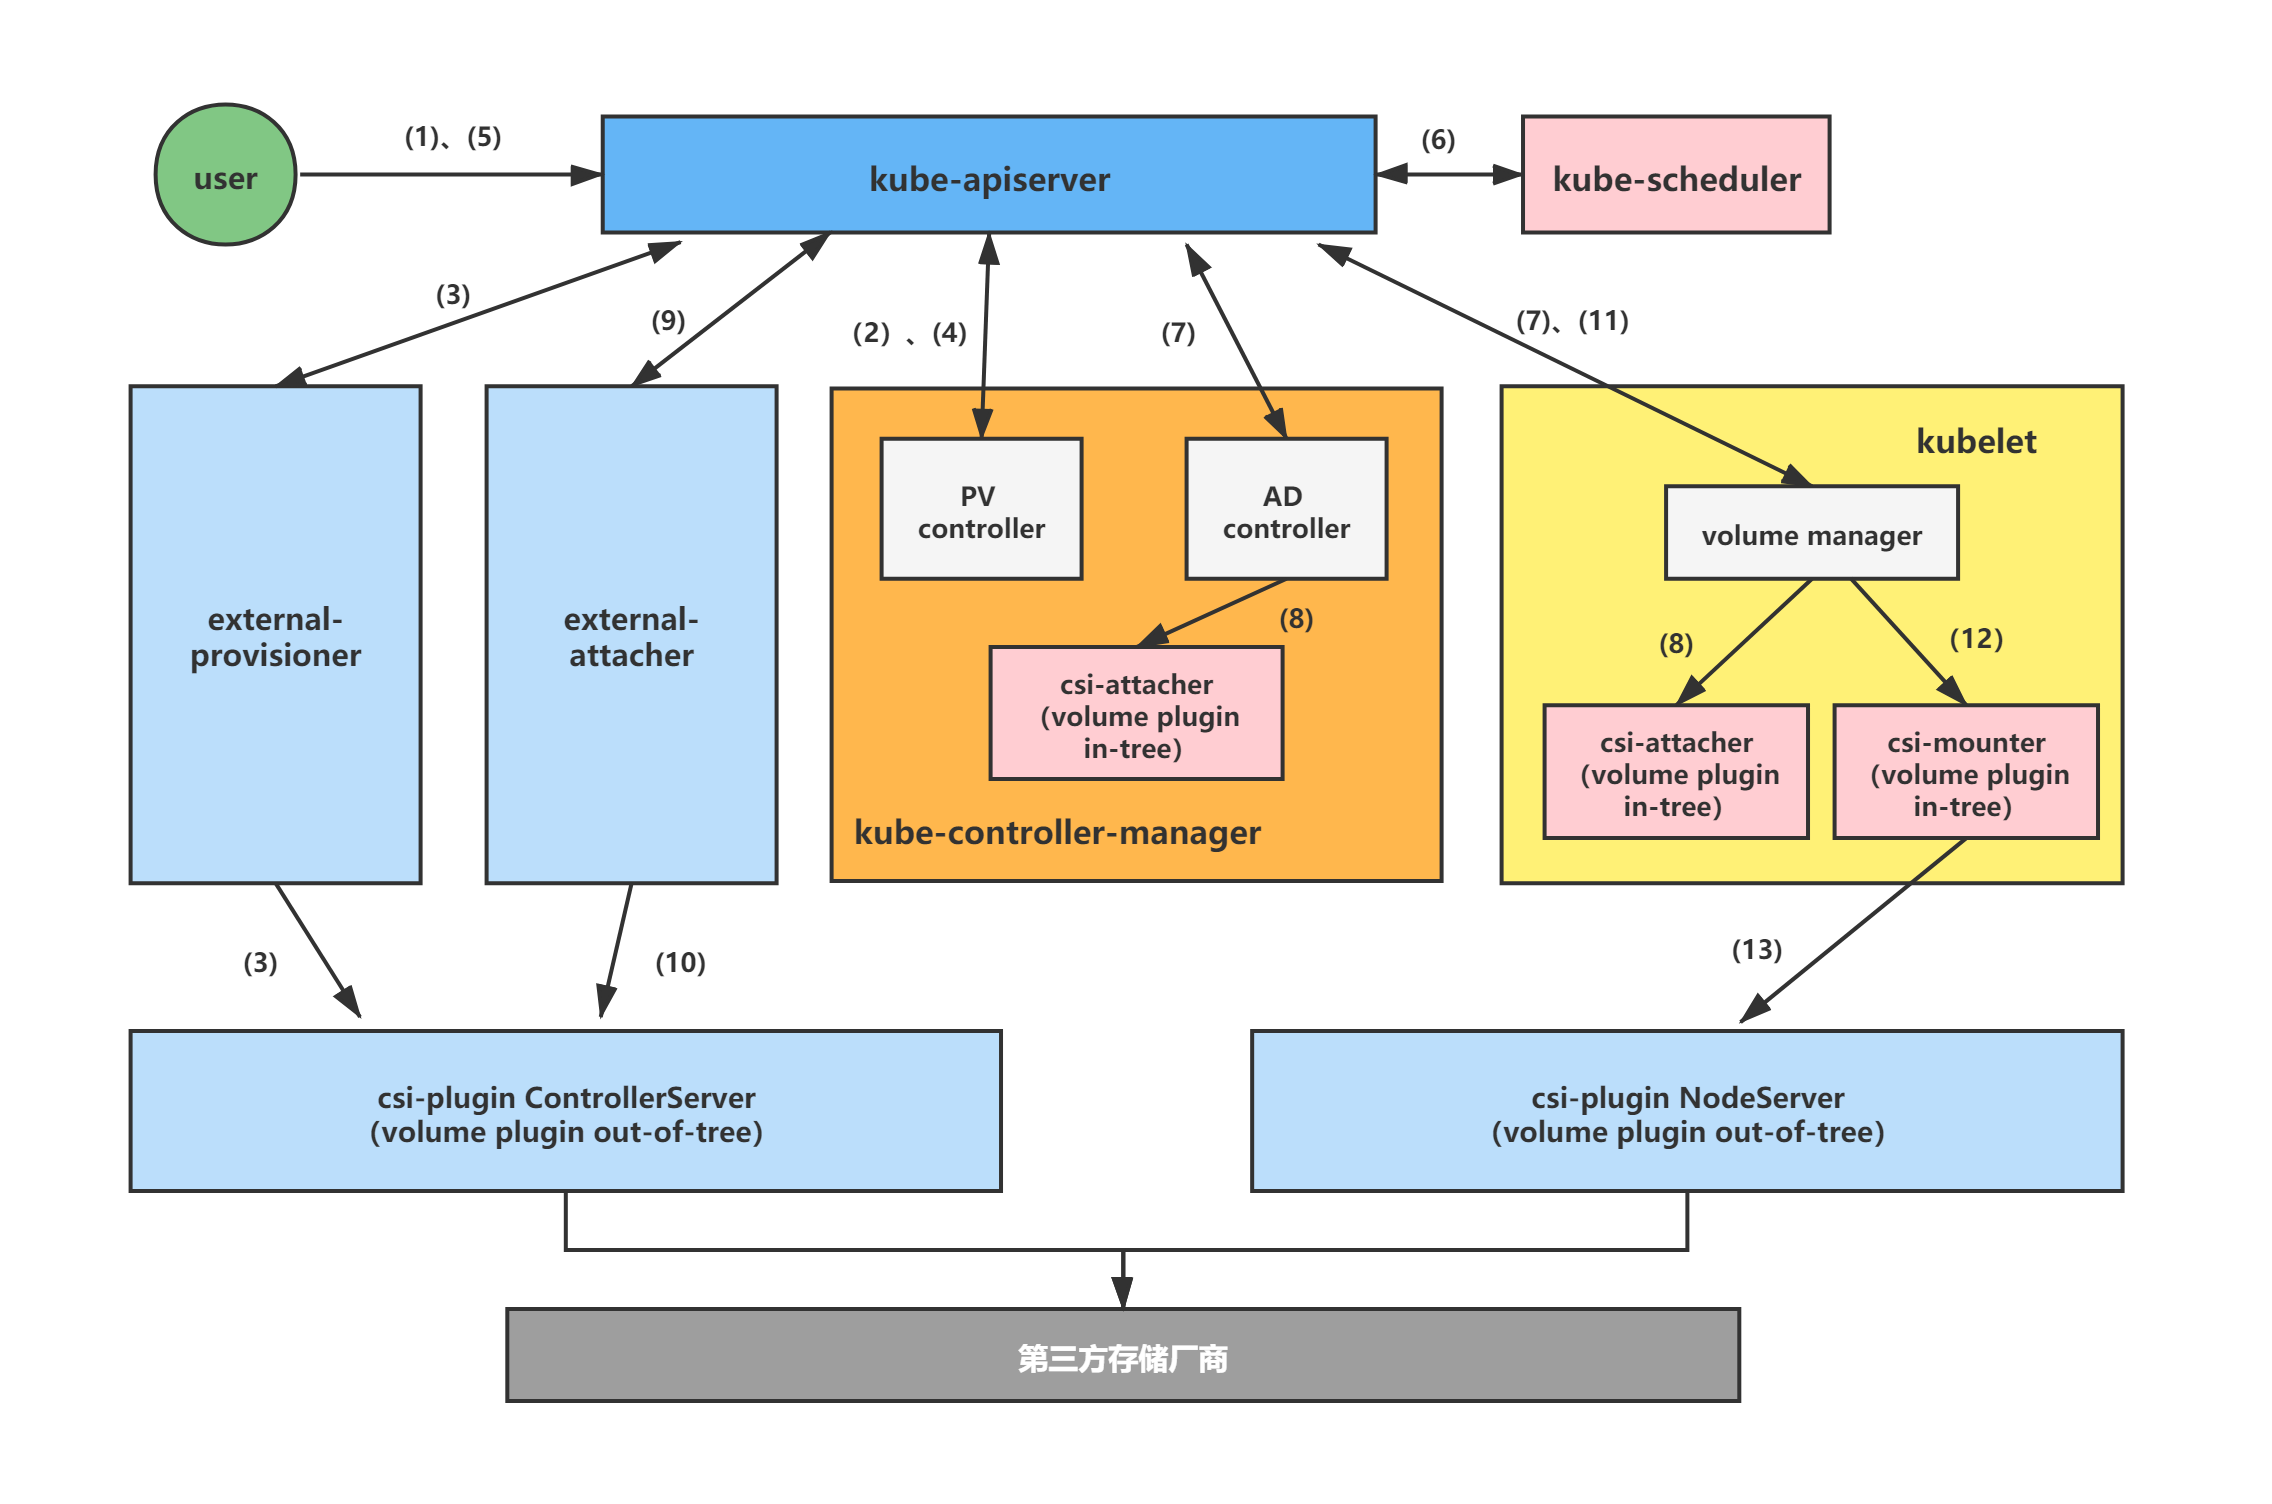 user
(1)、(5)
kube-apiserver
(6)
kube-scheduler
(3)
(9)
(2）、(4)
(7)
(7)、(11)
external-
provisioner
external-
attacher
PV
controller
AD
controller
(8)
csi-attacher
（volume plugin
in-tree）
kube-controller-manager
kubelet
volume manager
(8)
(12）
csi-attacher
（volume plugin
in-tree）
csi-mounter
（volume plugin
in-tree）
(3)
(10)
(13)
csi-plugin ControllerServer
（volume plugin out-of-tree）
csi-plugin NodeServer
（volume plugin out-of-tree）
第三方存储厂商